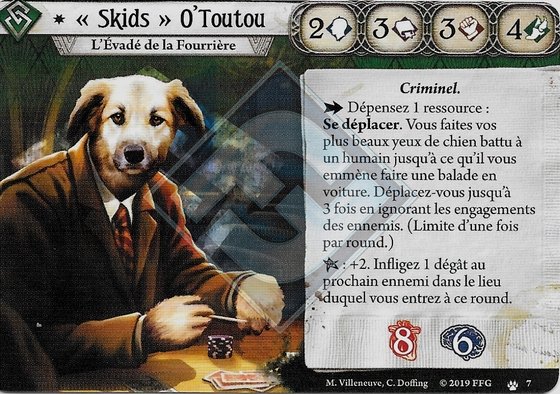 « Skids » O'Toutou
L'Évadé de la Fourrière
2 3 3 4
Criminel.
Dépensez 1 ressource :
Se déplacer. Vous faites vos
plus beaux yeux de chien battu à
un humain jusqu'à ce qu'il vous
emmène faire une balade en
voiture. Déplacez-vous jusqu'à
3 fois en ignorant les engagements
des ennemis. (Limite d'une fois
par round.)
: +2. Infligez 1 dégât au
prochain ennemi dans le lieu
duquel vous entrez à ce round.
8 6
M. Villeneuve, C. Doffing © 2019 FFG 7